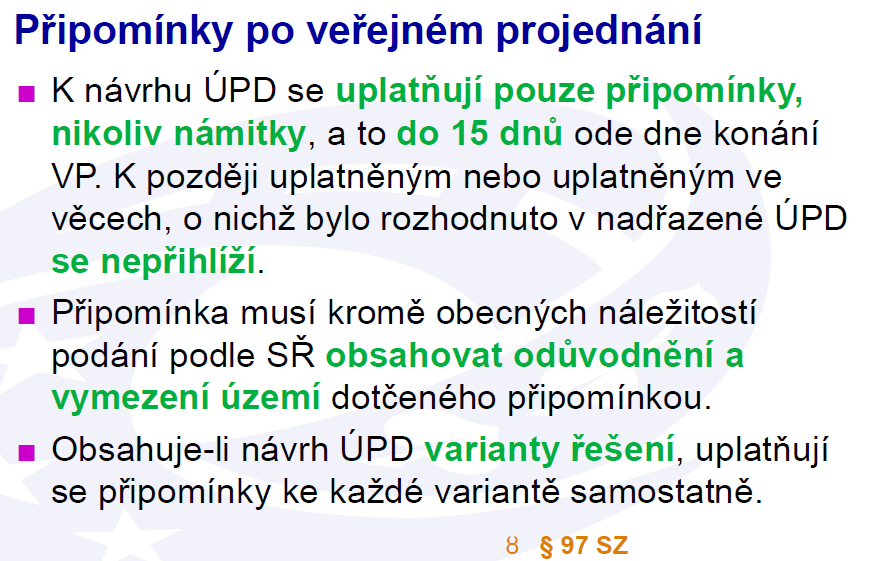 Připomínky po veřejném projednání
■ K návrhu ÚPD se uplatňují pouze připomínky,
nikoliv námitky, a to do 15 dnů ode dne konání
VP. K později uplatněným nebo uplatněným ve
věcech, o nichž bylo rozhodnuto v nadřazené ÚPD
se nepřihlíží.
■ Připomínka musí kromě obecných náležitostí
podání podle SŘ obsahovat odůvodnění a
vymezení území dotčeného připomínkou.
■ Obsahuje-li návrh ÚPD varianty řešení, uplatňují
se připomínky ke každé variantě samostatně.
8 § 97 SZ